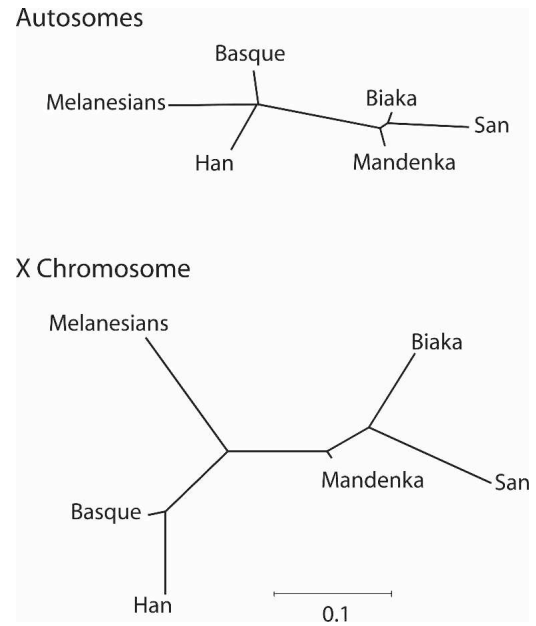 Autosomes
Basque
Melanesians
Biaka
San
Han
Mandenka
X Chromosome
Melanesians
Biaka
Mandenka
San
Basque
Han
0.1